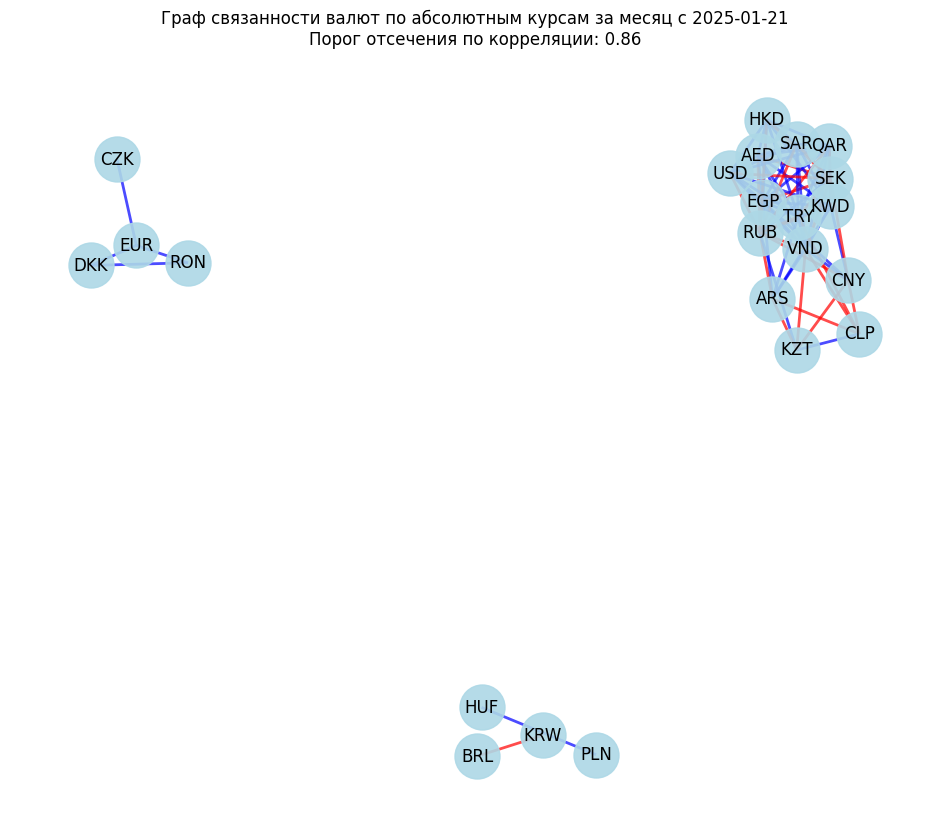 Граф связанности валют по абсолютным курсам за месяц с 2025-01-21
Порог отсечения по корреляции: 0.86
HKD
SAR
QAR
AED
USD
SEK
EGP
KWD
TRY
RUB
VND
CNY
ARS
CLP
KZT
CZK
EUR
DKK
RON
HUF
KRW
BRL
PLN